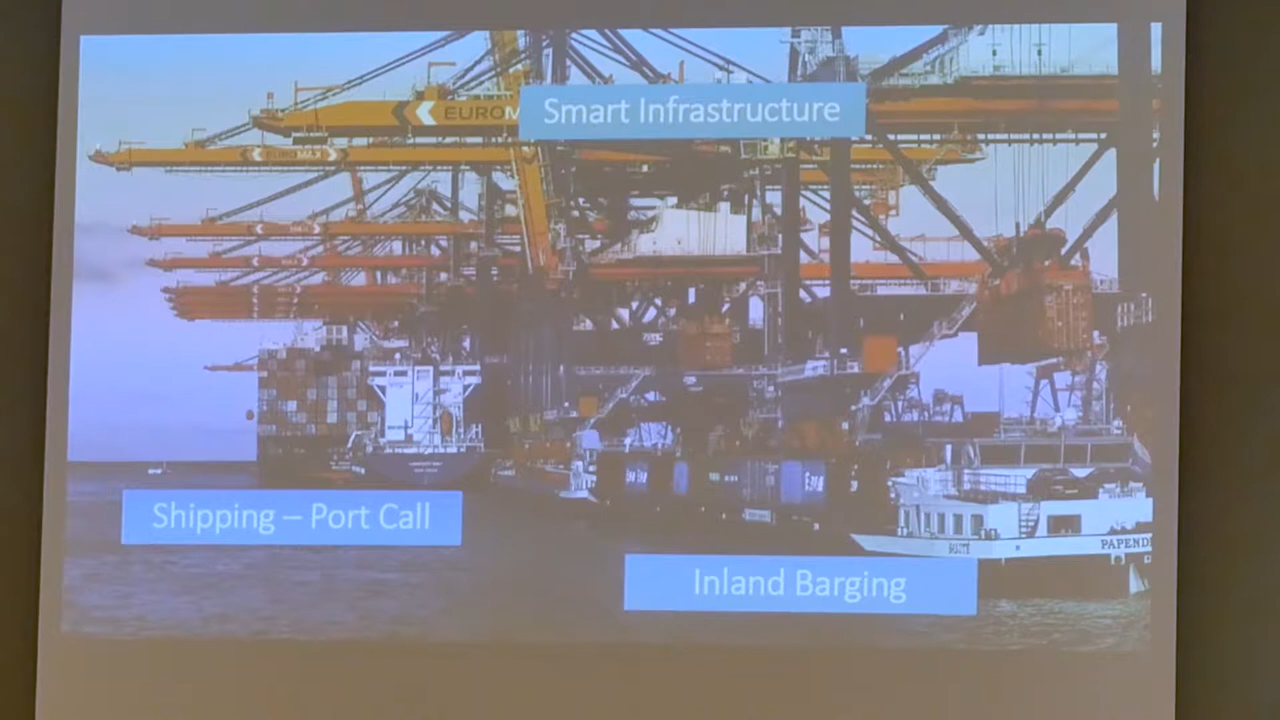 EUROM
Smart Infrastructure
EUROMAX
Shipping – Port Call
PAPEND
Inland Barging